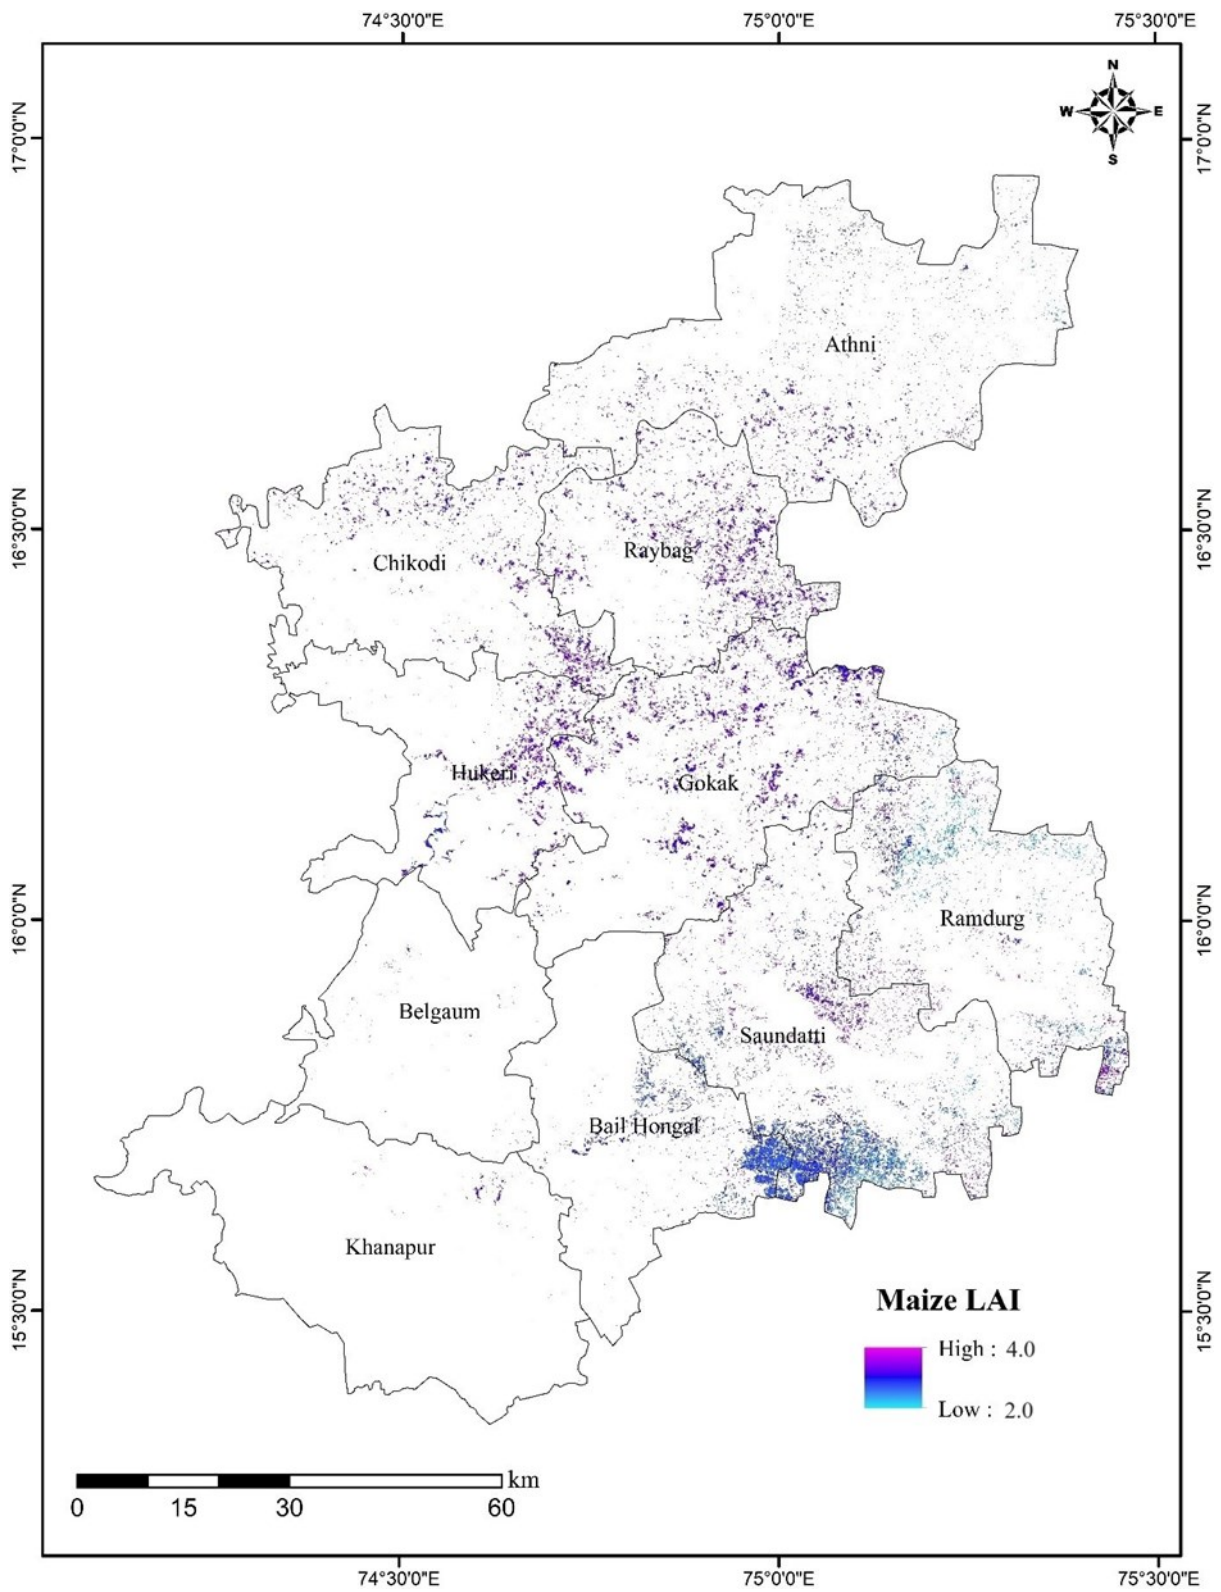 74°30'0"E 75°0'0"E 75°30'0"E
N
W E
S
17°0'0"N 17°0'0"N
Athni
16°30'0"N 16°30'0"N
Chikodi Raybag
Hukeri Gokak
16°0'0"N 16°0'0"N
Ramdurg
Belgaum Saundatti
Bail Hongal
Khanapur
15°30'0"N 15°30'0"N
Maize LAI
High : 4.0
Low : 2.0
km
0 15 30 60
74°30'0"E 75°0'0"E 75°30'0"E